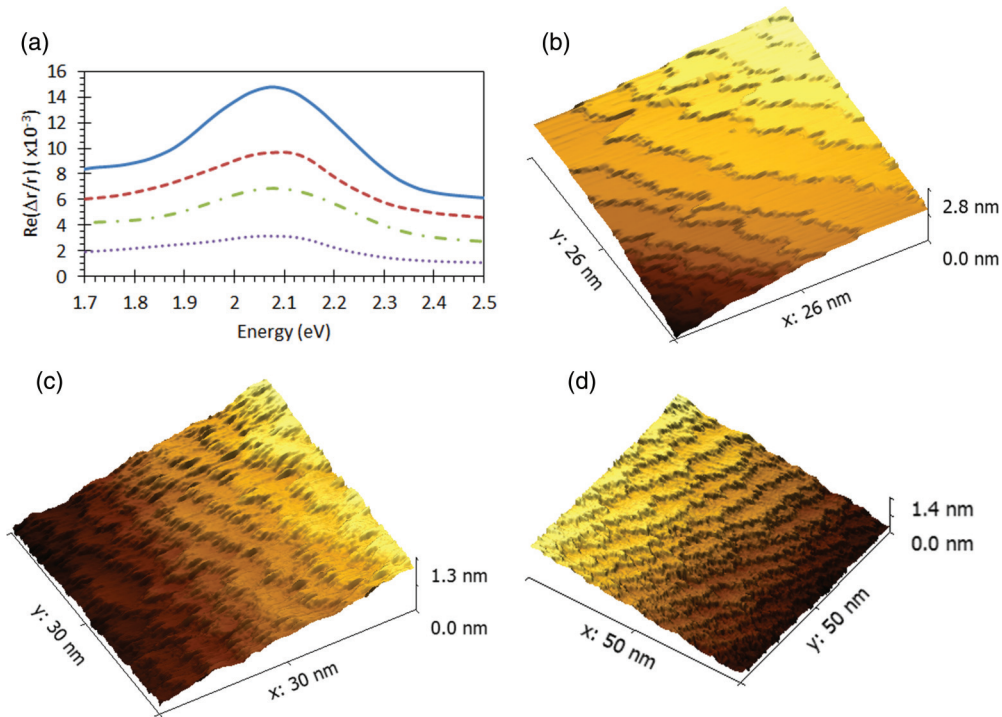 (a)
Re(Δr/r) ( x10⁻³)
16
14
12
10
8
6
4
2
0
1.7 1.8 1.9 2 2.1 2.2 2.3 2.4 2.5
Energy (eV)
(b)
2.8 nm
0.0 nm
y: 26 nm
x: 26 nm
(c)
1.3 nm
0.0 nm
y: 30 nm
x: 30 nm
(d)
1.4 nm
0.0 nm
x: 50 nm
y: 50 nm